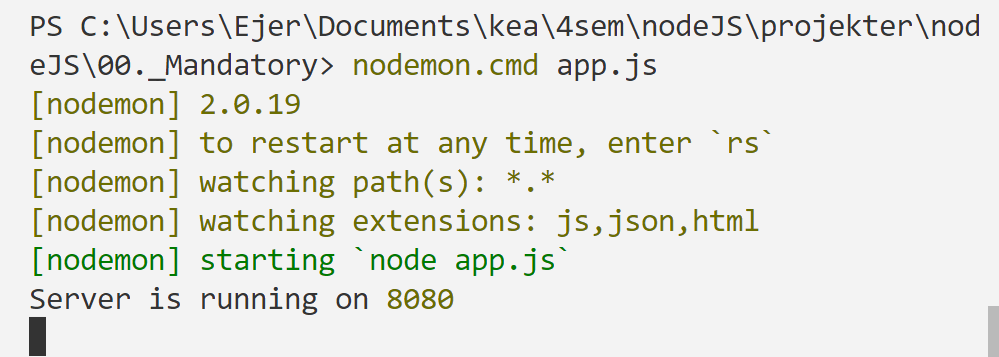 PS C:\Users\Ejer\Documents\kea\4sem\nodeJS\projekter\nod
eJS\00._Mandatory> nodemon.cmd app.js
[nodemon] 2.0.19
[nodemon] to restart at any time, enter `rs`
[nodemon] watching path(s): *.*
[nodemon] watching extensions: js,json,html
[nodemon] starting `node app.js`
Server is running on 8080